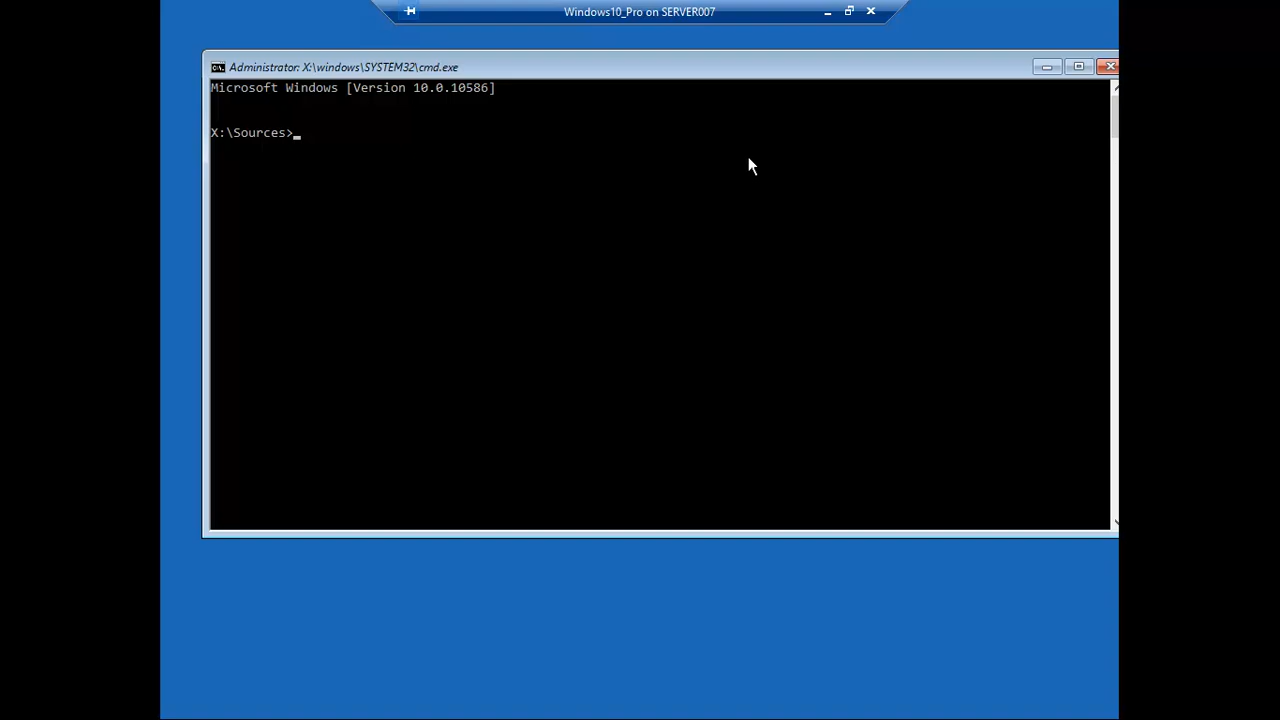 Windows10_Pro on SERVER007
Administrator: X:\windows\SYSTEM32\cmd.exe
Microsoft Windows [Version 10.0.10586]
X:\Sources>_